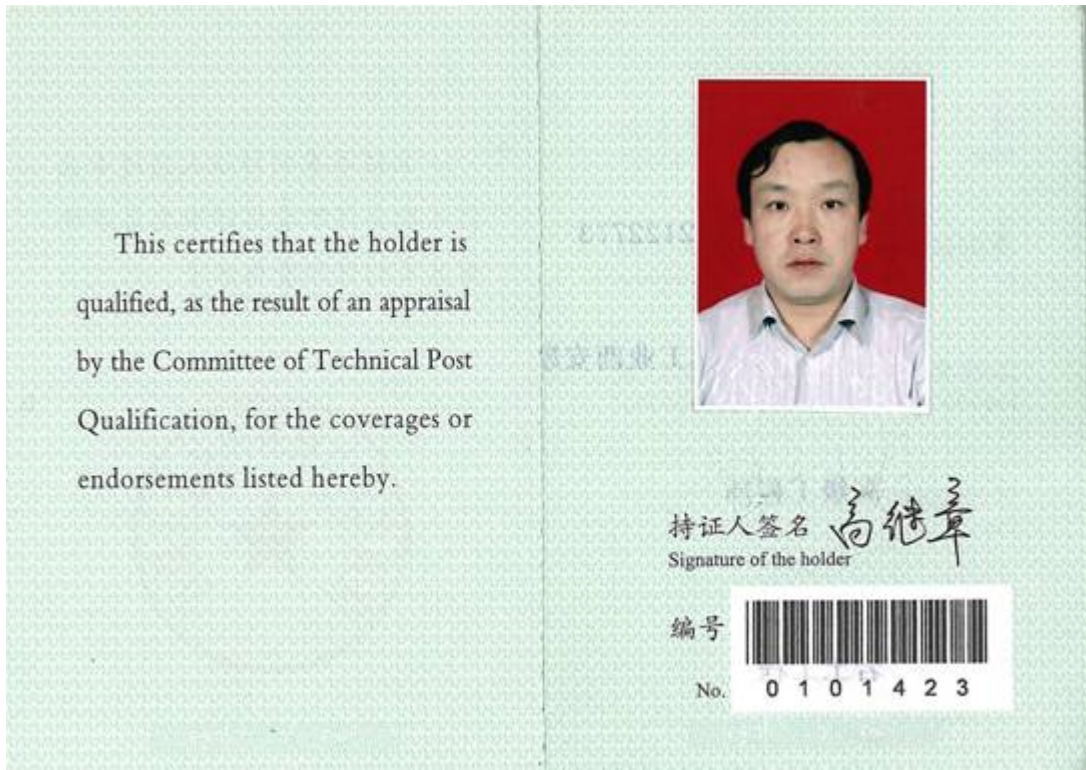 This certifies that the holder is
qualified, as the result of an appraisal
by the Committee of Technical Post
Qualification, for the coverages or
endorsements listed hereby.
持证人签名 高继章
Signature of the holder
编号
No. 0101423